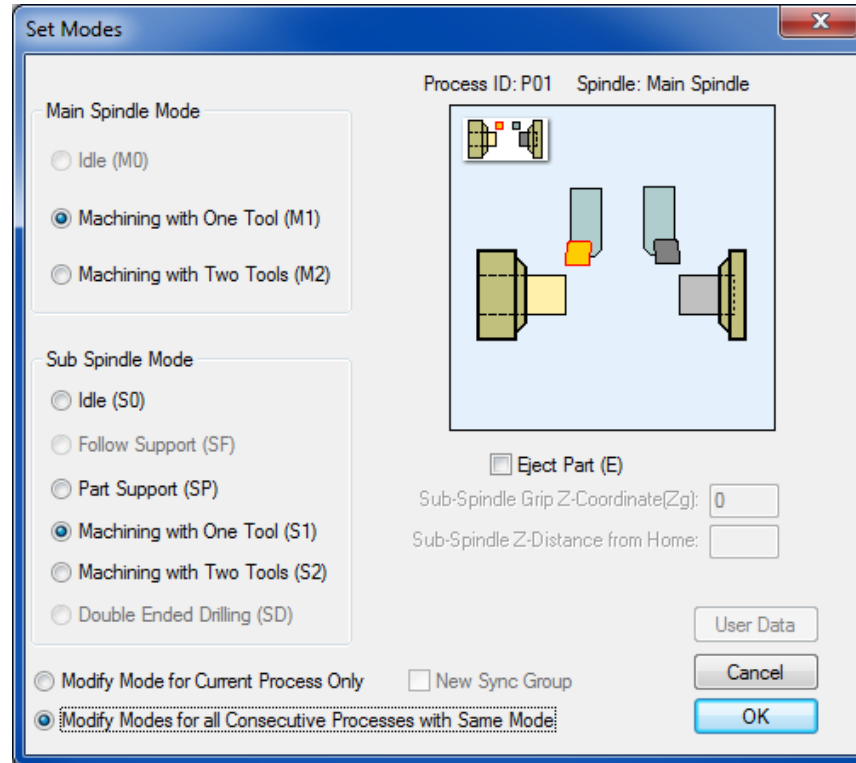 Set Modes
Process ID: P01 Spindle: Main Spindle
Main Spindle Mode
Idle (M0)
Machining with One Tool (M1)
Machining with Two Tools (M2)
Sub Spindle Mode
Idle (S0)
Follow Support (SF)
Part Support (SP)
Machining with One Tool (S1)
Machining with Two Tools (S2)
Double Ended Drilling (SD)
Eject Part (E)
Sub-Spindle Grip Z-Coordinate(Zg): 0
Sub-Spindle Z-Distance from Home:
User Data
Modify Mode for Current Process Only
New Sync Group
Cancel
Modify Modes for all Consecutive Processes with Same Mode
OK